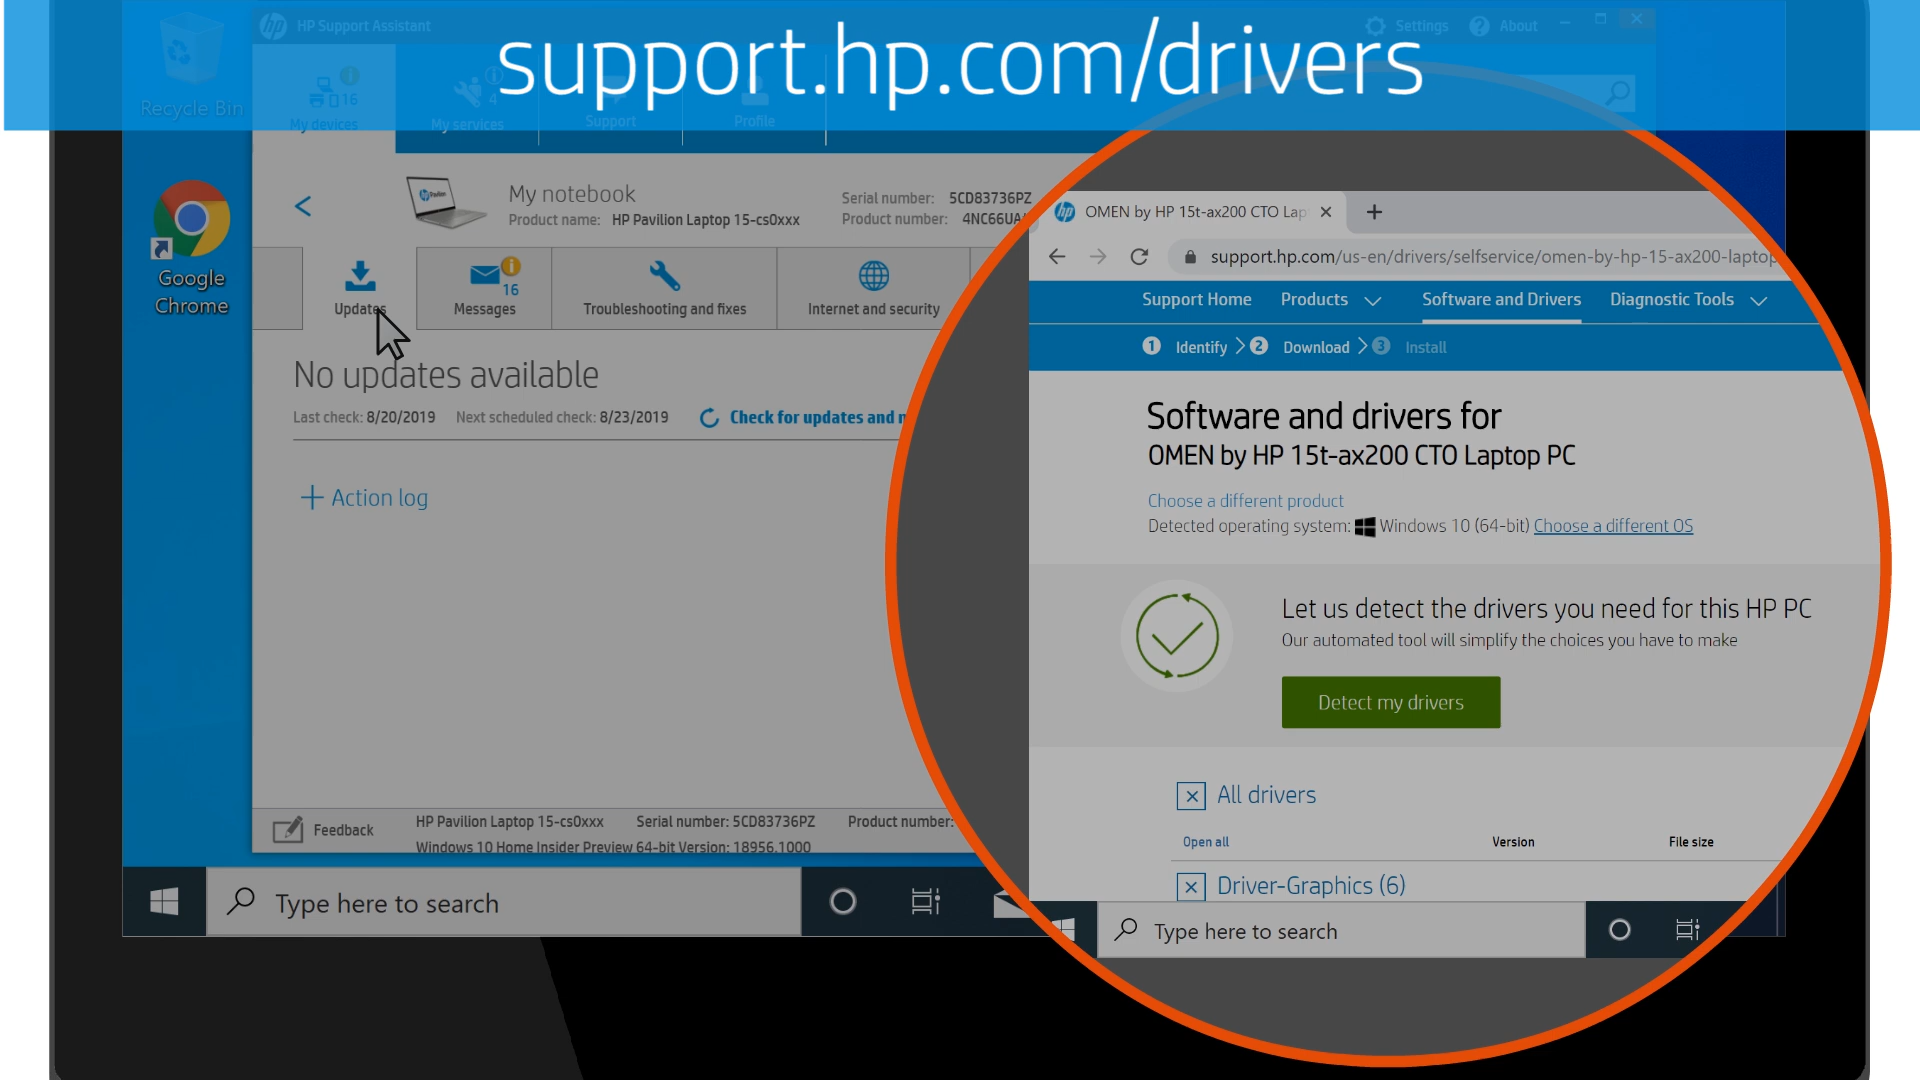 support.hp.com/drivers
Recycle Bin
Google
Chrome
HP Support Assistant
Settings
About
16
My devices
4
My services
Support
Profile
My notebook
Product name: HP Pavilion Laptop 15-cs0xxx
Serial number: 5CD83736PZ
Product number: 4NC66UA
Updates
16
Messages
Troubleshooting and fixes
Internet and security
No updates available
Last check: 8/20/2019 Next scheduled check: 8/23/2019 Check for updates and
+ Action log
Feedback
HP Pavilion Laptop 15-cs0xxx Serial number: 5CD83736PZ Product number:
Windows 10 Home Insider Preview 64-bit Version: 18956.1000
Type here to search
hp OMEN by HP 15t-ax200 CTO Lap
support.hp.com/us-en/drivers/selfservice/omen-by-hp-15-ax200-laptop
Support Home Products Software and Drivers Diagnostic Tools
1 Identify 2 Download 3 Install
Software and drivers for
OMEN by HP 15t-ax200 CTO Laptop PC
Choose a different product
Detected operating system: Windows 10 (64-bit) Choose a different OS
Let us detect the drivers you need for this HP PC
Our automated tool will simplify the choices you have to make
Detect my drivers
All drivers
Open all Version File size
Driver-Graphics (6)
Type here to search